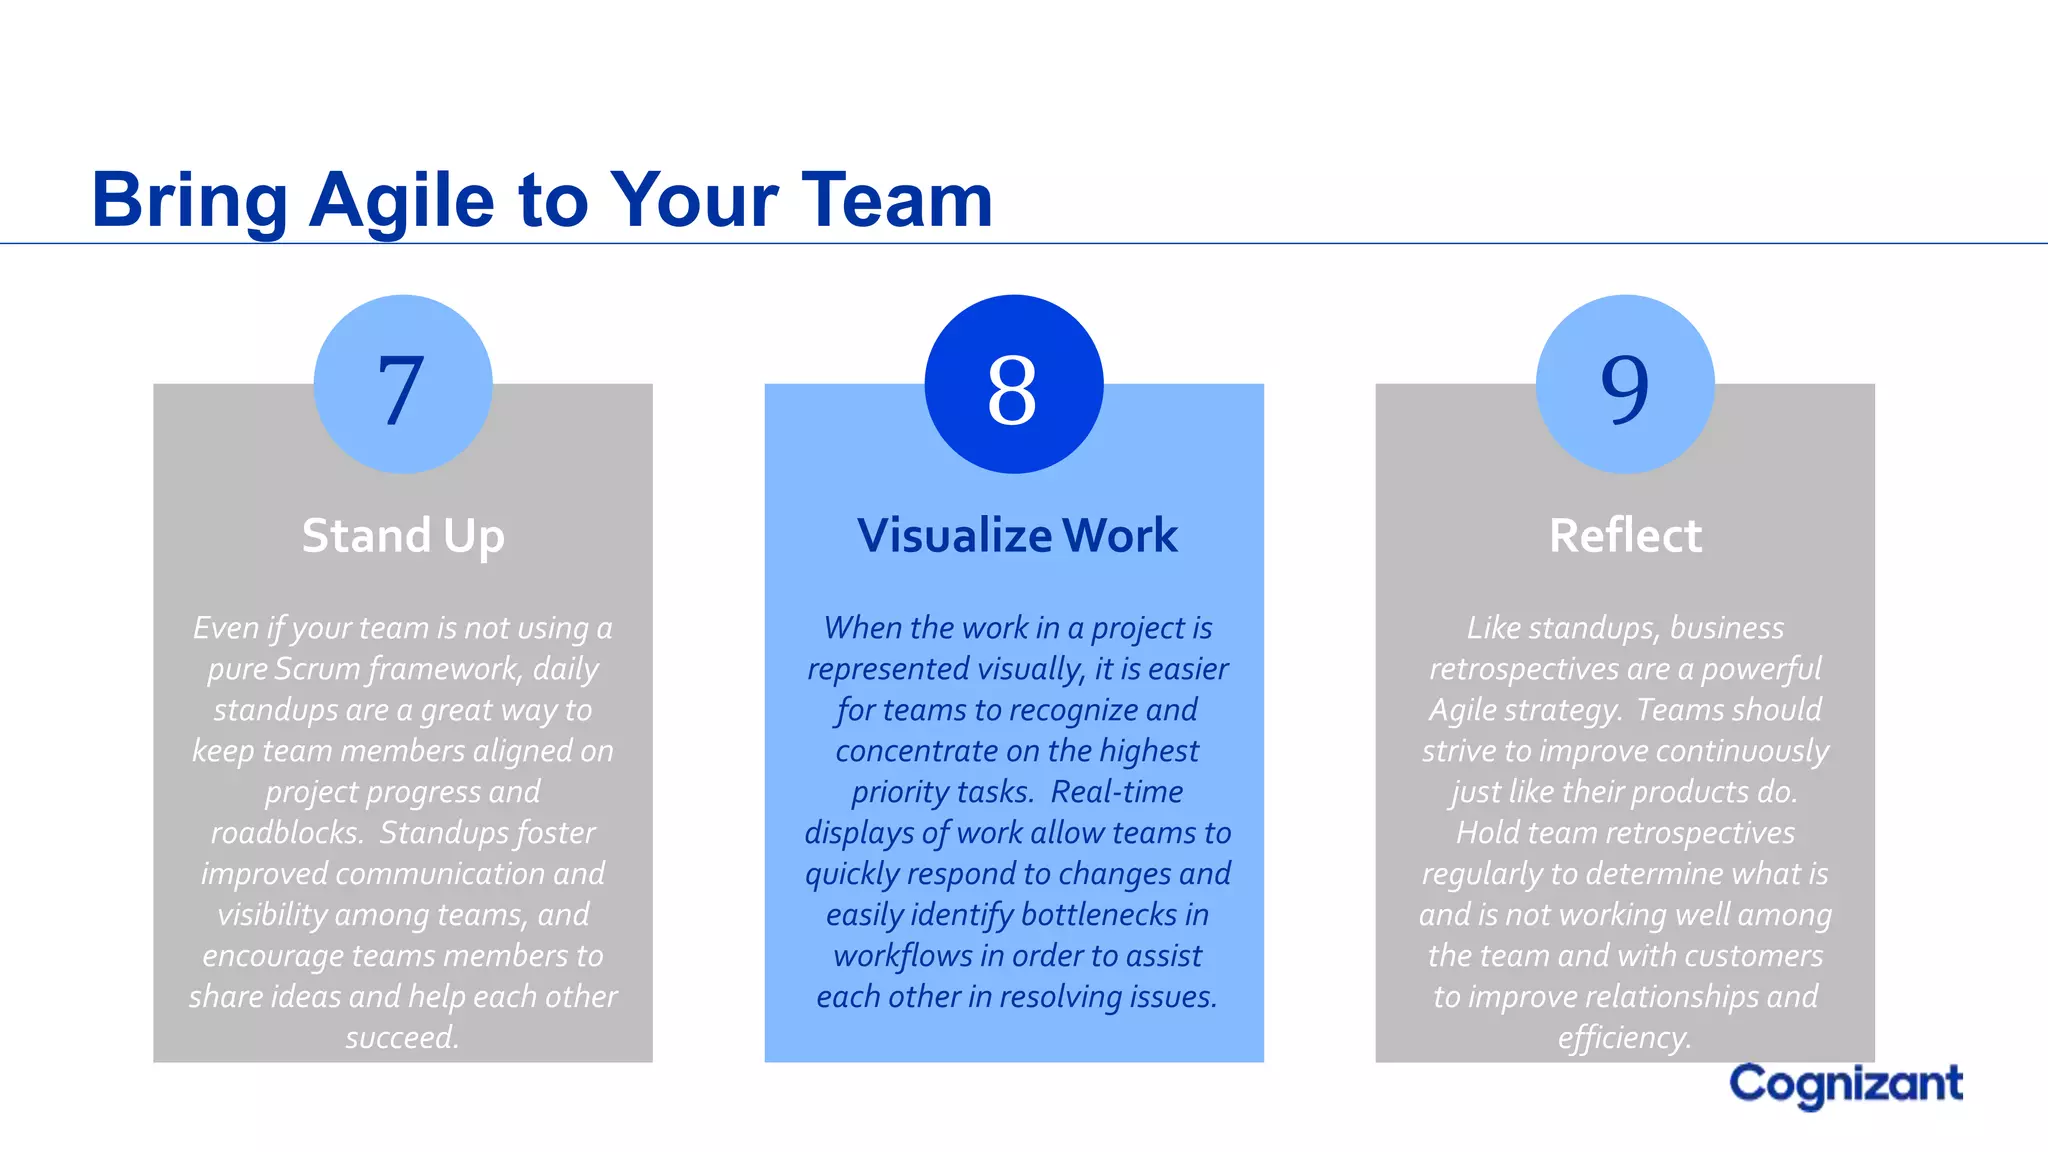 Bring Agile to Your Team
7
Stand Up
Even if your team is not using a
pure Scrum framework, daily
standups are a great way to
keep team members aligned on
project progress and
roadblocks.  Standups foster
improved communication and
visibility among teams, and
encourage teams members to
share ideas and help each other
succeed.
8
Visualize Work
When the work in a project is
represented visually, it is easier
for teams to recognize and
concentrate on the highest
priority tasks.  Real-time
displays of work allow teams to
quickly respond to changes and
easily identify bottlenecks in
workflows in order to assist
each other in resolving issues.
9
Reflect
Like standups, business
retrospectives are a powerful
Agile strategy.  Teams should
strive to improve continuously
just like their products do.
Hold team retrospectives
regularly to determine what is
and is not working well among
the team and with customers
to improve relationships and
efficiency.
Cognizant